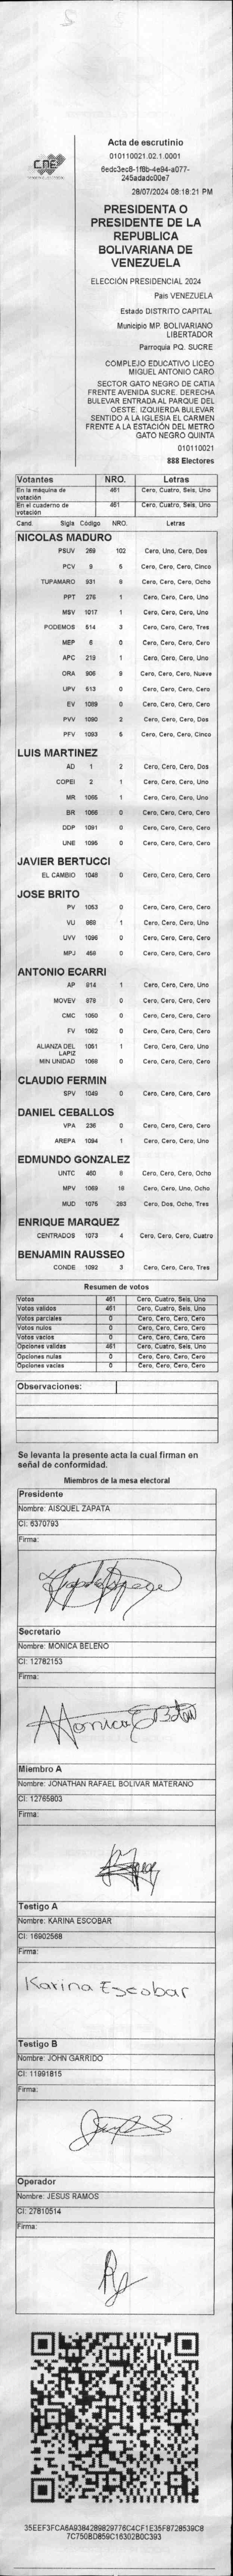 CNE
Acta de escrutinio
010110021.02.1.0001
6edc3ec8-1f8b-4e94-a077-
245adadc00e7
28/07/2024 08:18:21 PM
PRESIDENTA O
PRESIDENTE DE LA
REPUBLICA
BOLIVARIANA DE
VENEZUELA
ELECCIÓN PRESIDENCIAL 2024
Pais VENEZUELA
Estado DISTRITO CAPITAL
Municipio MP. BOLIVARIANO
LIBERTADOR
Parroquia PQ. SUCRE
COMPLEJO EDUCATIVO LICEO
MIGUEL ANTONIO CARO
SECTOR GATO NEGRO DE CATIA
FRENTE AVENIDA SUCRE. DERECHA
BULEVAR ENTRADA AL PARQUE DEL
OESTE. IZQUIERDA BULEVAR
SENTIDO A LA IGLESIA EL CARMEN
FRENTE A LA ESTACIÓN DEL METRO
GATO NEGRO QUINTA
010110021
888 Electores
Votantes NRO. Letras
En la máquina de votación 461 Cero, Cuatro, Seis, Uno
En el cuaderno de votación 461 Cero, Cuatro, Seis, Uno
Cand. Sigla Código NRO. Letras
NICOLAS MADURO
PSUV 269 102 Cero, Uno, Cero, Dos
PCV 9 5 Cero, Cero, Cero, Cinco
TUPAMARO 931 8 Cero, Cero, Cero, Ocho
PPT 276 1 Cero, Cero, Cero, Uno
MSV 1017 1 Cero, Cero, Cero, Uno
PODEMOS 514 3 Cero, Cero, Cero, Tres
MEP 6 0 Cero, Cero, Cero, Cero
APC 219 1 Cero, Cero, Cero, Uno
ORA 906 9 Cero, Cero, Cero, Nueve
UPV 513 0 Cero, Cero, Cero, Cero
EV 1089 0 Cero, Cero, Cero, Cero
PVV 1090 2 Cero, Cero, Cero, Dos
PFV 1093 5 Cero, Cero, Cero, Cinco
LUIS MARTINEZ
AD 1 2 Cero, Cero, Cero, Dos
COPEI 2 1 Cero, Cero, Cero, Uno
MR 1065 1 Cero, Cero, Cero, Uno
BR 1066 0 Cero, Cero, Cero, Cero
DDP 1091 0 Cero, Cero, Cero, Cero
UNE 1095 0 Cero, Cero, Cero, Cero
JAVIER BERTUCCI
EL CAMBIO 1048 0 Cero, Cero, Cero, Cero
JOSE BRITO
PV 1053 0 Cero, Cero, Cero, Cero
VU 969 1 Cero, Cero, Cero, Uno
UVV 1096 0 Cero, Cero, Cero, Cero
MPJ 458 0 Cero, Cero, Cero, Cero
ANTONIO ECARRI
AP 914 1 Cero, Cero, Cero, Uno
MOVEV 978 0 Cero, Cero, Cero, Cero
CMC 1050 0 Cero, Cero, Cero, Cero
FV 1062 0 Cero, Cero, Cero, Cero
ALIANZA DEL LAPIZ 1051 1 Cero, Cero, Cero, Uno
MIN UNIDAD 1068 0 Cero, Cero, Cero, Cero
CLAUDIO FERMIN
SPV 1049 0 Cero, Cero, Cero, Cero
DANIEL CEBALLOS
VPA 236 0 Cero, Cero, Cero, Cero
AREPA 1094 1 Cero, Cero, Cero, Uno
EDMUNDO GONZALEZ
UNTC 460 8 Cero, Cero, Cero, Ocho
MPV 1069 18 Cero, Cero, Uno, Ocho
MUD 1075 283 Cero, Dos, Ocho, Tres
ENRIQUE MARQUEZ
CENTRADOS 1073 4 Cero, Cero, Cero, Cuatro
BENJAMIN RAUSSEO
CONDE 1092 3 Cero, Cero, Cero, Tres
Resumen de votos
Votos 461 Cero, Cuatro, Seis, Uno
Votos validos 461 Cero, Cuatro, Seis, Uno
Votos parciales 0 Cero, Cero, Cero, Cero
Votos nulos 0 Cero, Cero, Cero, Cero
Votos vacios 0 Cero, Cero, Cero, Cero
Opciones validas 461 Cero, Cuatro, Seis, Uno
Opciones nulas 0 Cero, Cero, Cero, Cero
Opciones vacias 0 Cero, Cero, Cero, Cero
Observaciones:
Se levanta la presente acta la cual firman en
señal de conformidad.
Miembros de la mesa electoral
Presidente
Nombre: AISQUEL ZAPATA
CI: 6370793
Firma:
Secretario
Nombre: MONICA BELEÑO
CI: 12782153
Firma:
Miembro A
Nombre: JONATHAN RAFAEL BOLIVAR MATERANO
CI: 12765803
Firma:
Testigo A
Nombre: KARINA ESCOBAR
CI: 16902568
Firma:
Karina Escobar
Testigo B
Nombre: JOHN GARRIDO
CI: 11991815
Firma:
Operador
Nombre: JESUS RAMOS
CI: 27810514
Firma:
35EEF3FCA6A9384289829776C4CF1E35F8728539C8
7C750BD859C16302B0C393